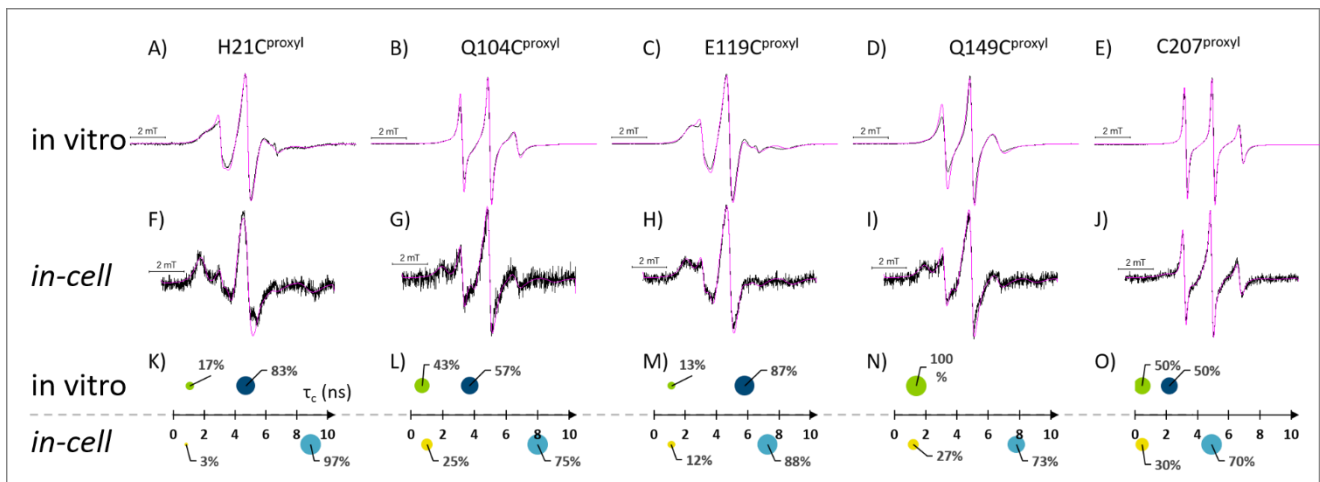 A) H21Cproxyl B) Q104Cproxyl C) E119Cproxyl D) Q149Cproxyl E) C207proxyl
in vitro
2 mT 2 mT 2 mT 2 mT 2 mT
F) G) H) I) J)
in-cell
2 mT 2 mT 2 mT 2 mT 2 mT
K) 17% 83% L) 43% 57% M) 13% 87% N) 100 % O) 50% 50%
in vitro
τc (ns)
0 2 4 6 8 10 0 2 4 6 8 10 0 2 4 6 8 10 0 2 4 6 8 10 0 2 4 6 8 10
in-cell
3% 97% 25% 75% 12% 88% 27% 73% 30% 70%